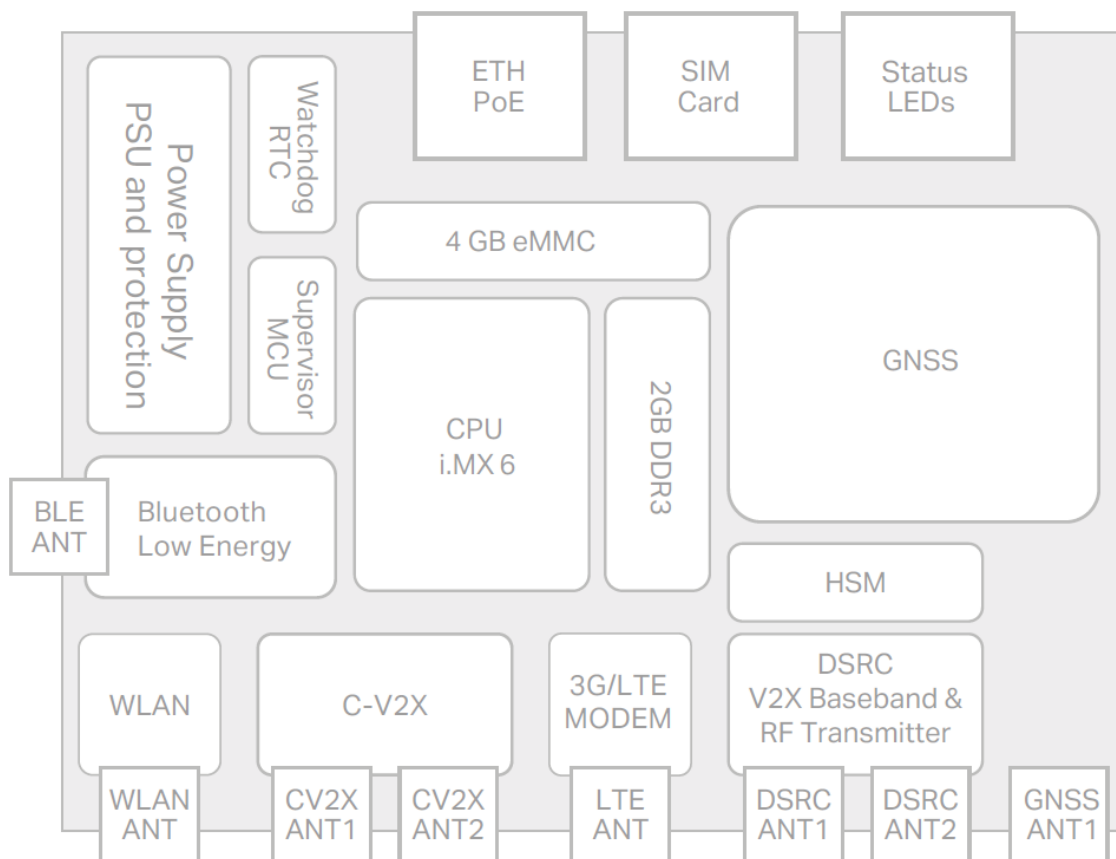 ETH
PoE
SIM
Card
Status
LEDs
Power Supply
PSU and protection
Watchdog
RTC
4 GB eMMC
Supervisor
MCU
CPU
i.MX 6
2GB DDR3
GNSS
BLE
ANT
Bluetooth
Low Energy
HSM
WLAN
C-V2X
3G/LTE
MODEM
DSRC
V2X Baseband &
RF Transmitter
WLAN
ANT
CV2X
ANT1
CV2X
ANT2
LTE
ANT
DSRC
ANT1
DSRC
ANT2
GNSS
ANT1